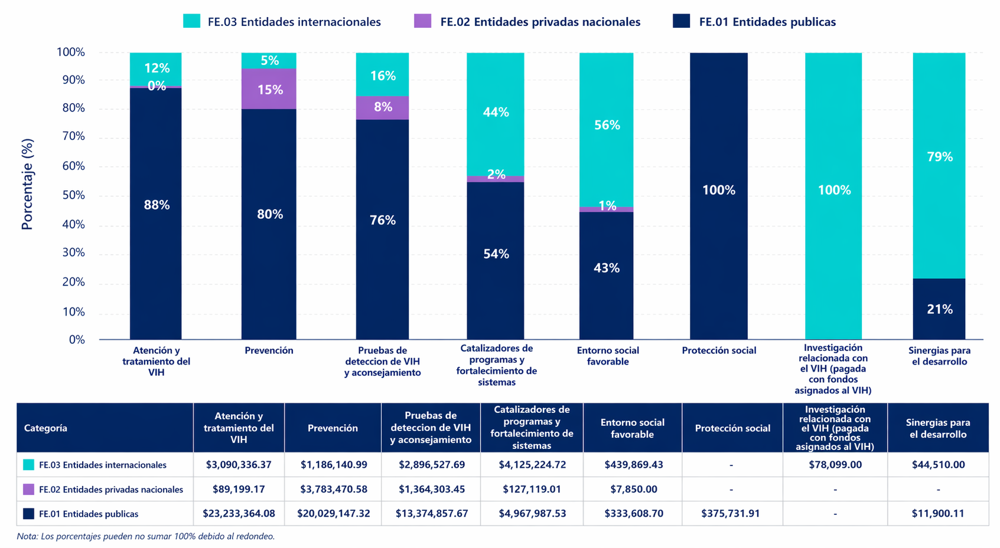 FE.03 Entidades internacionales FE.02 Entidades privadas nacionales FE.01 Entidades publicas
Porcentaje (%)
100%
90%
80%
70%
60%
50%
40%
30%
20%
10%
0%
12%
0%
88%
5%
15%
80%
16%
8%
76%
44%
2%
54%
56%
1%
43%
100%
100%
79%
21%
Atención y
tratamiento del
VIH
Prevención
Pruebas de
deteccion de VIH
y aconsejamiento
Catalizadores de
programas y
fortalecimiento de
sistemas
Entorno social
favorable
Protección social
Investigación
relacionada con
el VIH (pagada
con fondos
asignados al VIH)
Sinergias para
el desarrollo
Categoría
Atención y
tratamiento del
VIH
Prevención
Pruebas de
deteccion de VIH
y aconsejamiento
Catalizadores de
programas y
fortalecimiento de
sistemas
Entorno social
favorable
Protección social
Investigación
relacionada con
el VIH (pagada
con fondos
asignados al VIH)
Sinergias para
el desarrollo
FE.03 Entidades internacionales $3,090,336.37 $1,186,140.99 $2,896,527.69 $4,125,224.72 $439,869.43 - $78,099.00 $44,510.00
FE.02 Entidades privadas nacionales $89,199.17 $3,783,470.58 $1,364,303.45 $127,119.01 $7,850.00 - - -
FE.01 Entidades publicas $23,233,364.08 $20,029,147.32 $13,374,857.67 $4,967,987.53 $333,608.70 $375,731.91 - $11,900.11
Nota: Los porcentajes pueden no sumar 100% debido al redondeo.